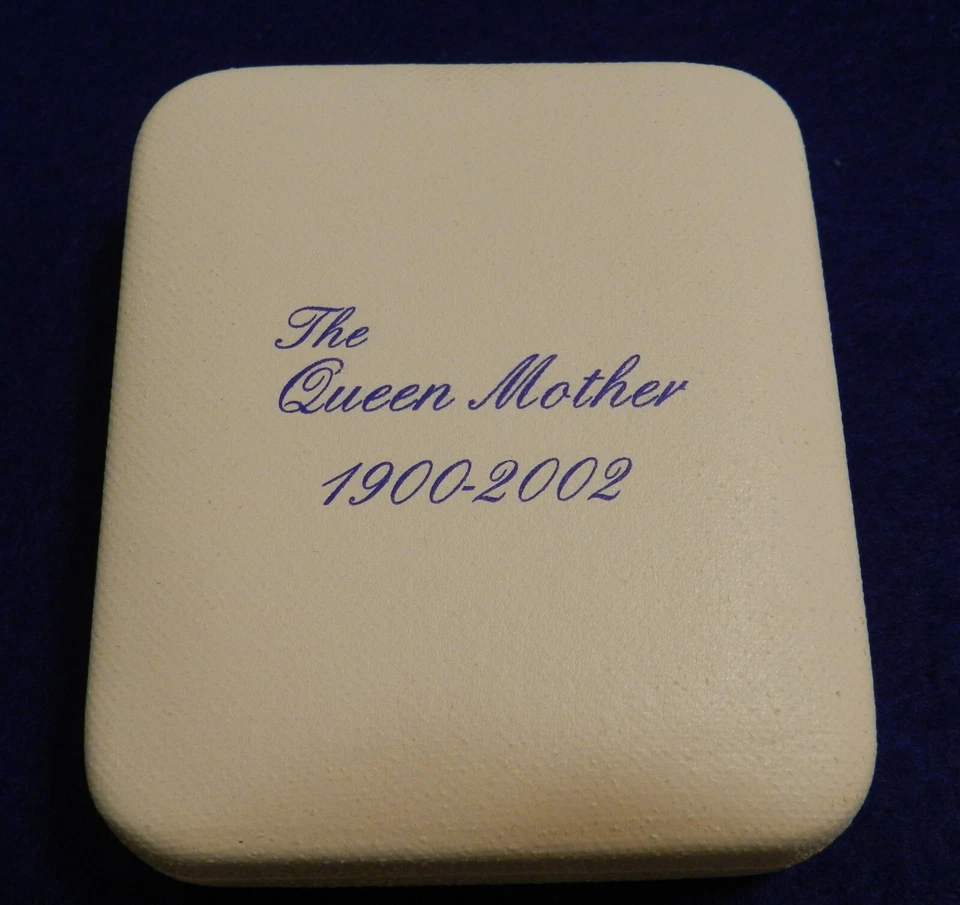 The
Queen Mother
1900-2002